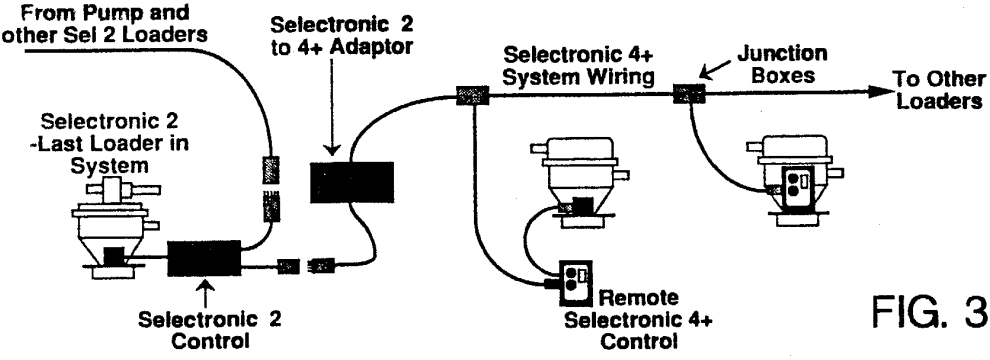 From Pump and
other Sel 2 Loaders
Selectronic 2
to 4+ Adaptor
Selectronic 4+
System Wiring
Junction
Boxes
To Other
Loaders
Selectronic 2
-Last Loader in
System
Selectronic 2
Control
Remote
Selectronic 4+
Control
FIG. 3